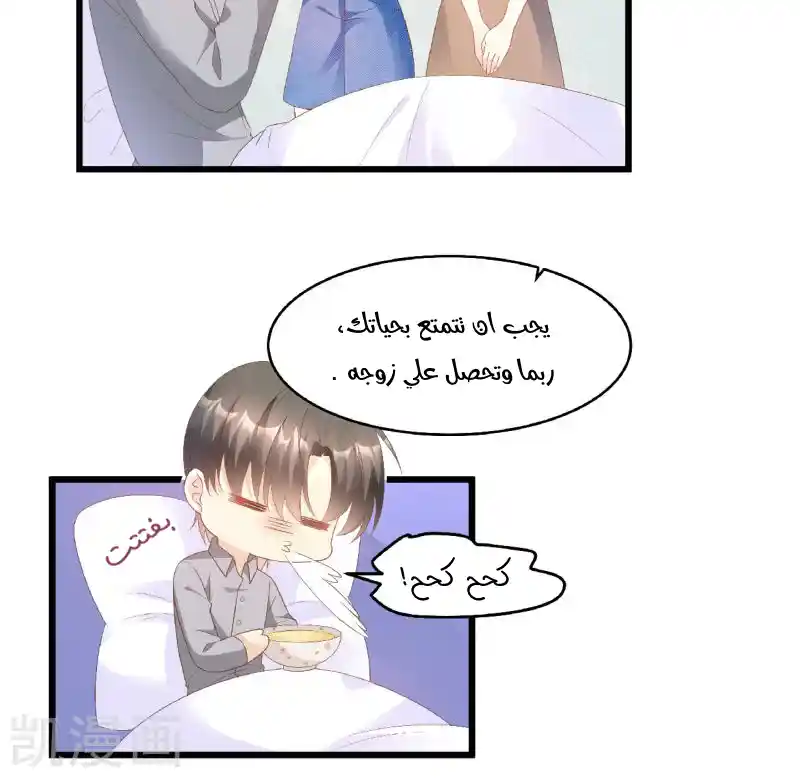 يجب ان تتمتع بحياتك،
ربما وتحصل علي زوجه .
بفتتت
كحح كحح!
凯漫画